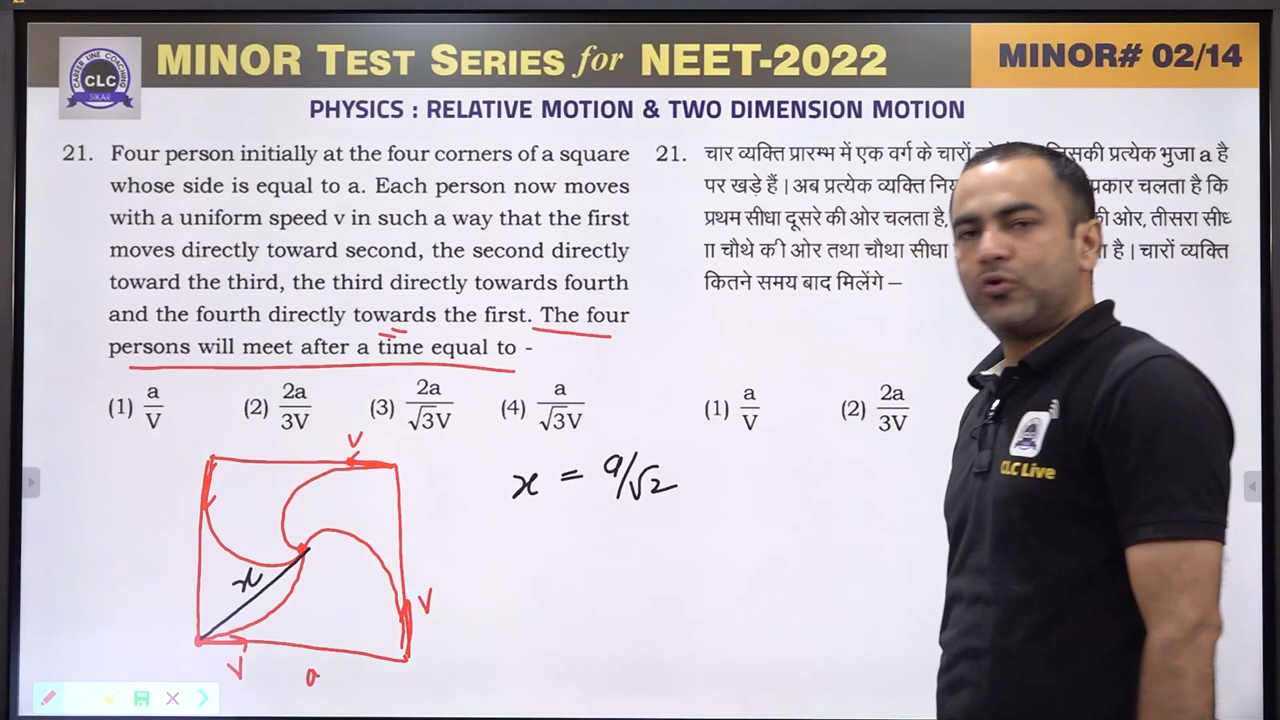 MINOR TEST SERIES for NEET-2022
MINOR# 02/14
CAREER LINE COACHING
CLC
SIKAR
PHYSICS : RELATIVE MOTION & TWO DIMENSION MOTION
21. Four person initially at the four corners of a square
whose side is equal to a. Each person now moves
with a uniform speed v in such a way that the first
moves directly toward second, the second directly
toward the third, the third directly towards fourth
and the fourth directly towards the first. The four
persons will meet after a time equal to -
(1) a/V (2) 2a/3V (3) 2a/√3V (4) a/√3V
21. चार व्यक्ति प्रारम्भ में एक वर्ग के चारों जिसकी प्रत्येक भुजा a है
पर खड़े हैं। अब प्रत्येक व्यक्ति प्रकार चलता है कि
प्रथम सीधा दूसरे की ओर चलता है, की ओर, तीसरा सीध
ा चौथे की ओर तथा चौथा सीधा है। चारों व्यक्ति
कितने समय बाद मिलेंगे –
(1) a/V (2) 2a/3V
V
x = a/√2
x
V
V
a
CLC Live